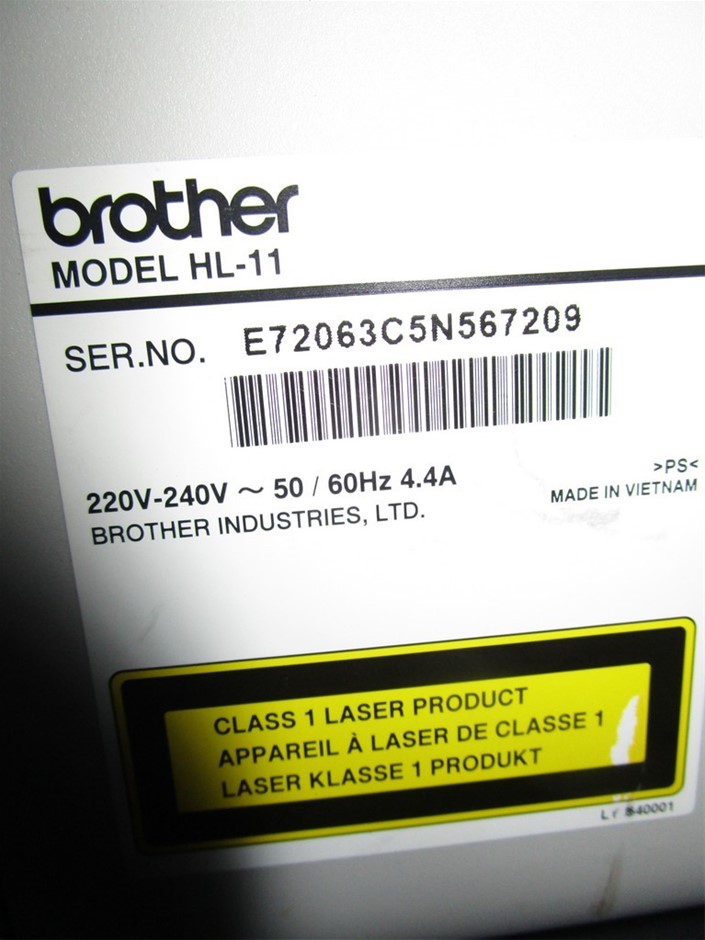 brother
MODEL HL-11
SER.NO. E72063C5N567209
220V-240V ~ 50 / 60Hz 4.4A
BROTHER INDUSTRIES, LTD.
>PS<
MADE IN VIETNAM
CLASS 1 LASER PRODUCT
APPAREIL À LASER DE CLASSE 1
LASER KLASSE 1 PRODUKT